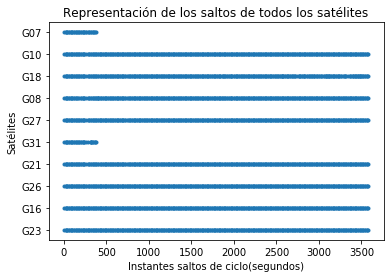 Representación de los saltos de todos los satélites
Satélites
G07
G10
G18
G08
G27
G31
G21
G26
G16
G23
0 500 1000 1500 2000 2500 3000 3500
Instantes saltos de ciclo(segundos)